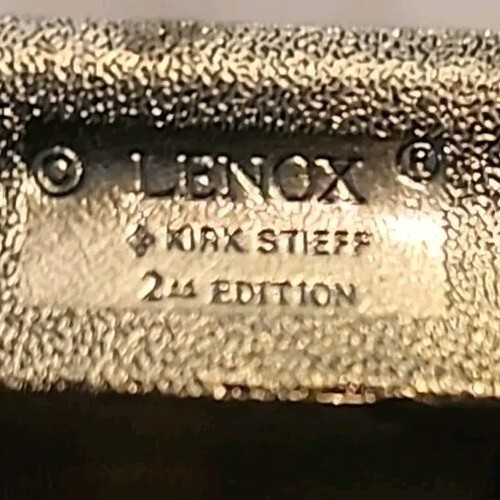 © LENOX ®
KIRK STIEFF
2nd EDITION